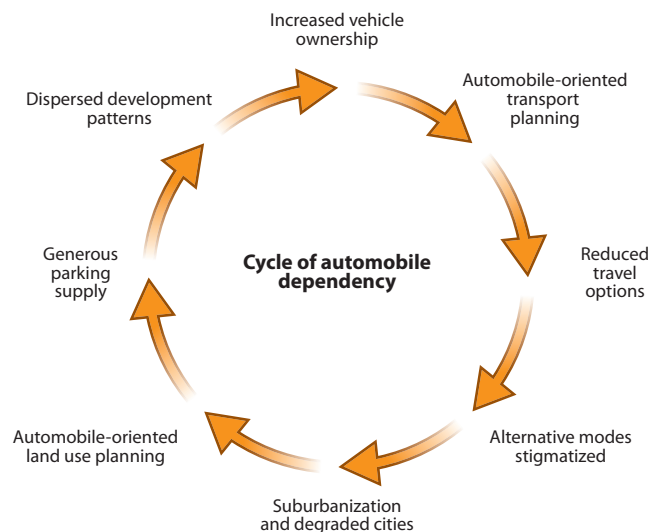 Increased vehicle
ownership
Automobile-oriented
transport
planning
Reduced
travel
options
Alternative modes
stigmatized
Suburbanization
and degraded cities
Automobile-oriented
land use planning
Generous
parking
supply
Dispersed development
patterns
Cycle of automobile
dependency